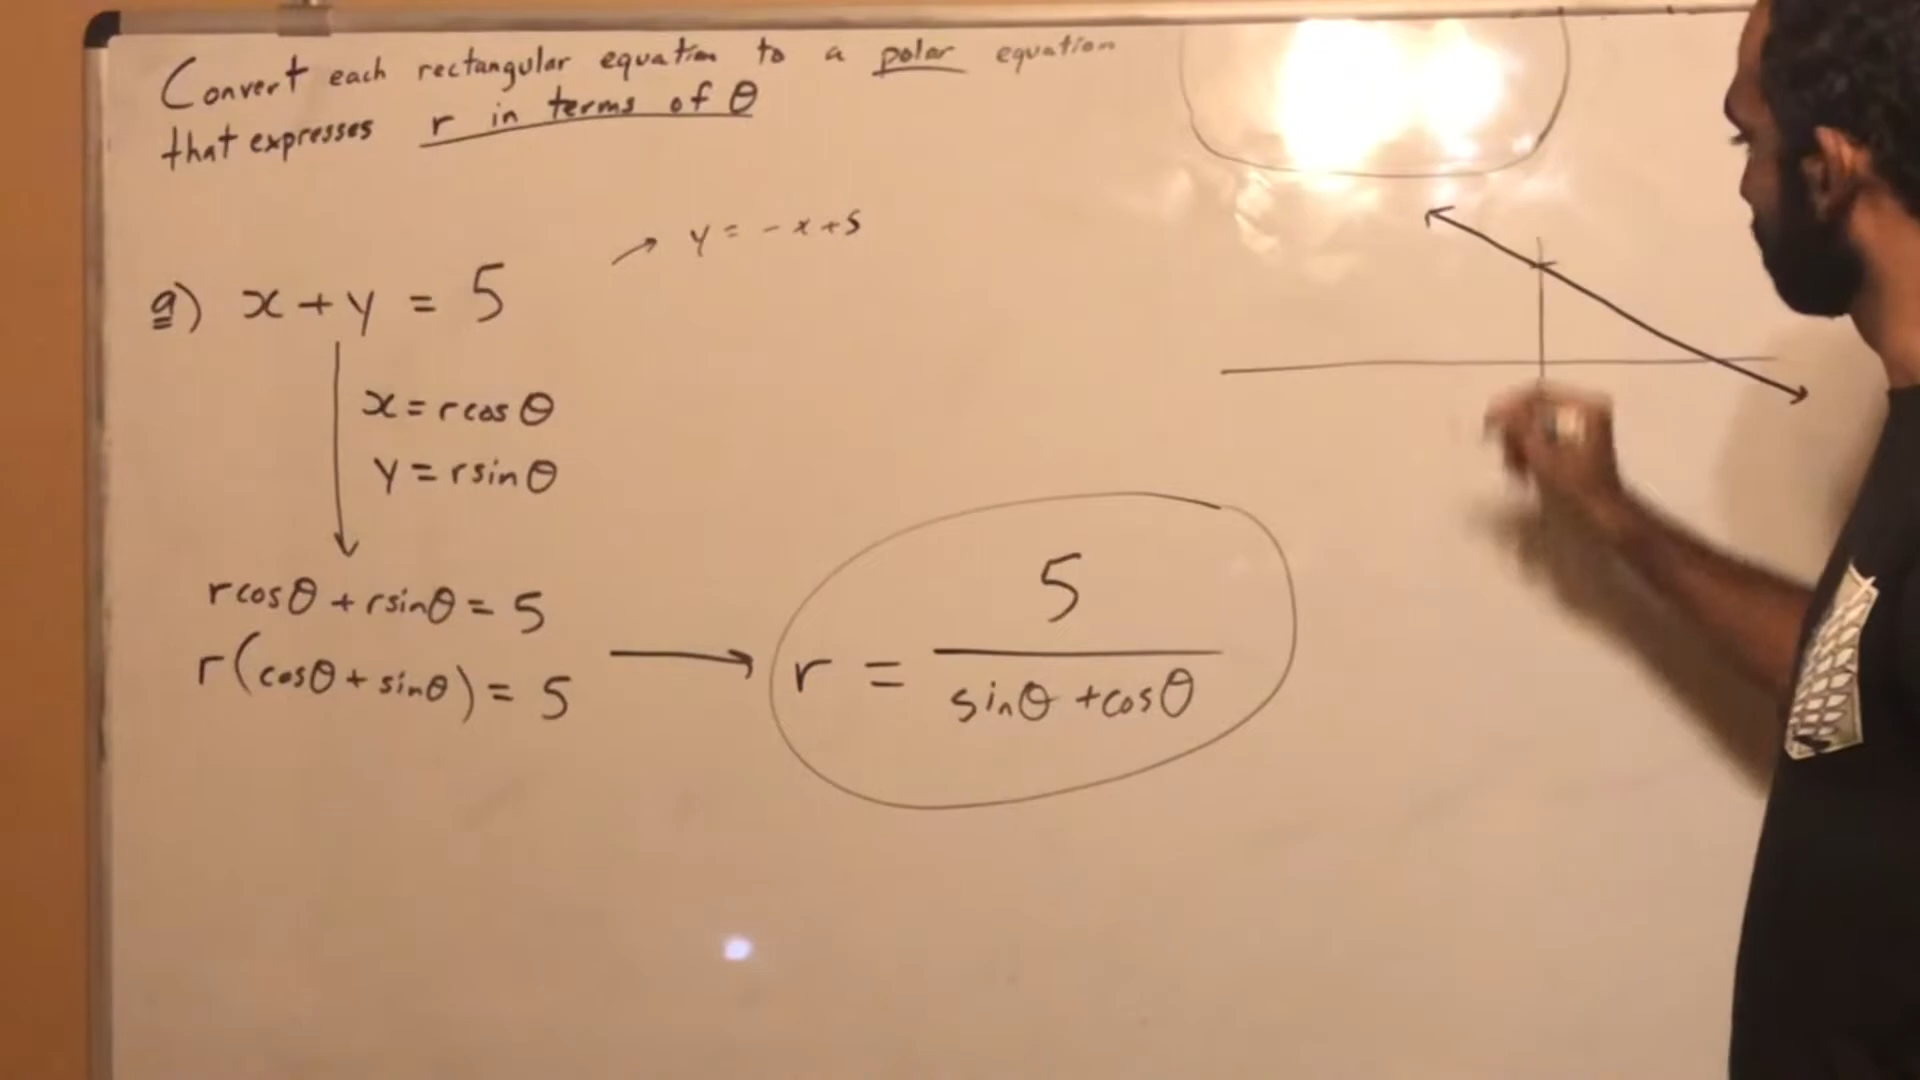 Convert each rectangular equation to a polar equation
that expresses r in terms of θ
y = -x+5
a) x + y = 5
x = r cos θ
y = r sin θ
r cos θ + r sin θ = 5
r (cos θ + sin θ) = 5
r = 5 / sin θ + cos θ